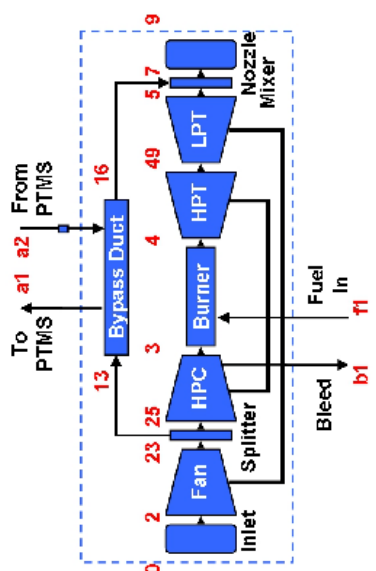 To
PTMS
a1
a2
From
PTMS
13
Bypass Duct
16
0
2
23
25
3
4
49
5
7
9
Fan
HPC
Burner
HPT
LPT
Inlet
Splitter
Nozzle
Mixer
Bleed
b1
Fuel
In
f1